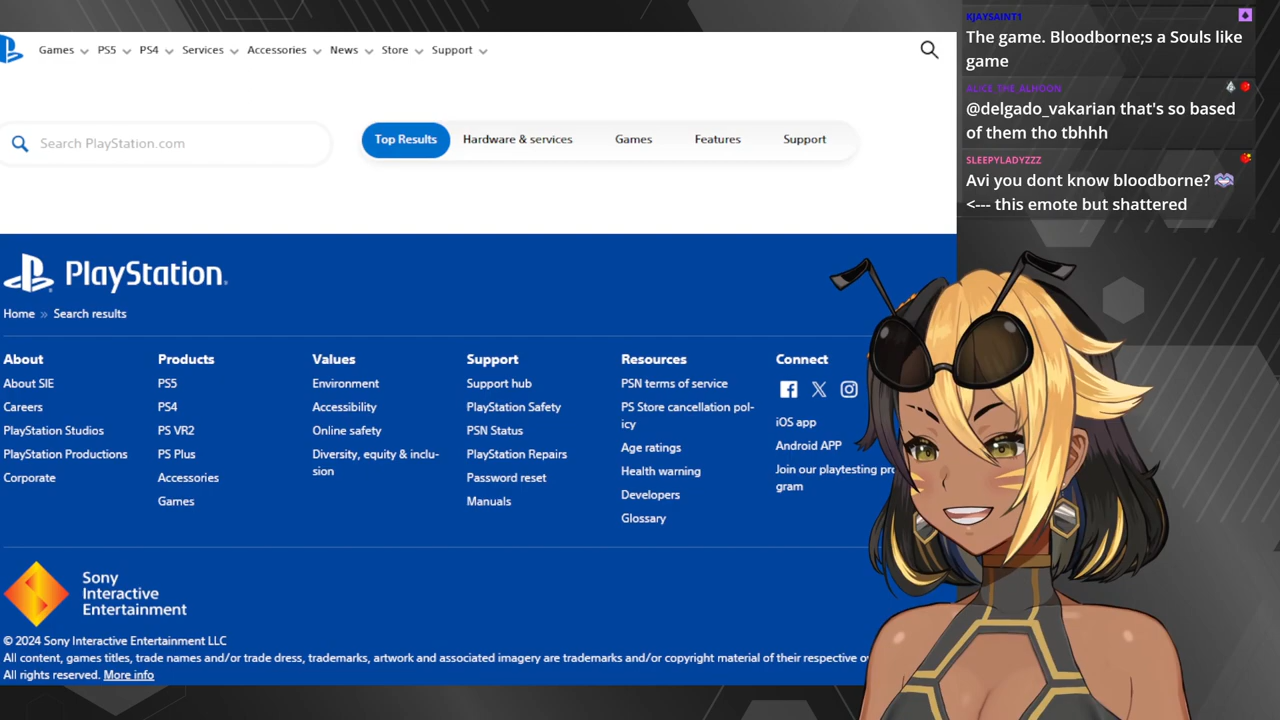 Games
PS5
PS4
Services
Accessories
News
Store
Support
Search PlayStation.com
Top Results
Hardware & services
Games
Features
Support
PlayStation.
Home » Search results
About
About SIE
Careers
PlayStation Studios
PlayStation Productions
Corporate
Products
PS5
PS4
PS VR2
PS Plus
Accessories
Games
Values
Environment
Accessibility
Online safety
Diversity, equity & inclu-
sion
Support
Support hub
PlayStation Safety
PSN Status
PlayStation Repairs
Password reset
Manuals
Resources
PSN terms of service
PS Store cancellation pol-
icy
Age ratings
Health warning
Developers
Glossary
Connect
iOS app
Android APP
Join our playtesting pro
gram
Sony
Interactive
Entertainment
© 2024 Sony Interactive Entertainment LLC
All content, games titles, trade names and/or trade dress, trademarks, artwork and associated imagery are trademarks and/or copyright material of their respective
All rights reserved. More info
KJAYSAINT1
The game. Bloodborne;s a Souls like
game
ALICE_THE_ALHOON
@delgado_vakarian that's so based
of them tho tbhhh
SLEEPYLADYZZZ
Avi you dont know bloodborne?
<--- this emote but shattered